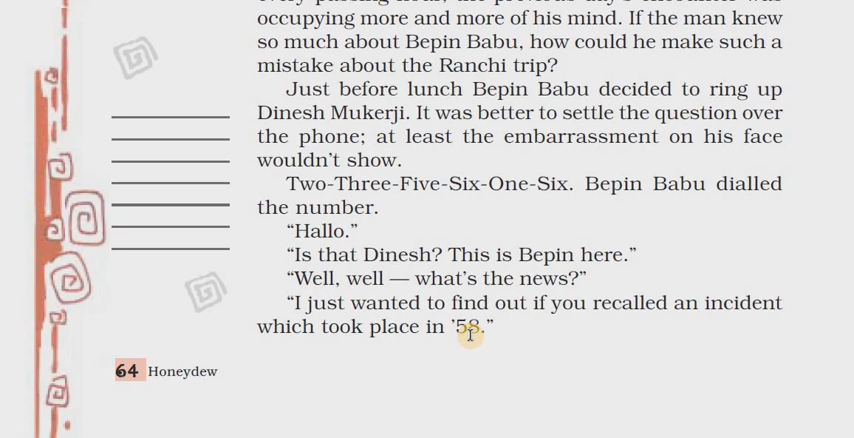 occupying more and more of his mind. If the man knew
so much about Bepin Babu, how could he make such a
mistake about the Ranchi trip?
Just before lunch Bepin Babu decided to ring up
Dinesh Mukerji. It was better to settle the question over
the phone; at least the embarrassment on his face
wouldn’t show.
Two-Three-Five-Six-One-Six. Bepin Babu dialled
the number.
“Hallo.”
“Is that Dinesh? This is Bepin here.”
“Well, well — what’s the news?”
“I just wanted to find out if you recalled an incident
which took place in ’58.”
64 Honeydew